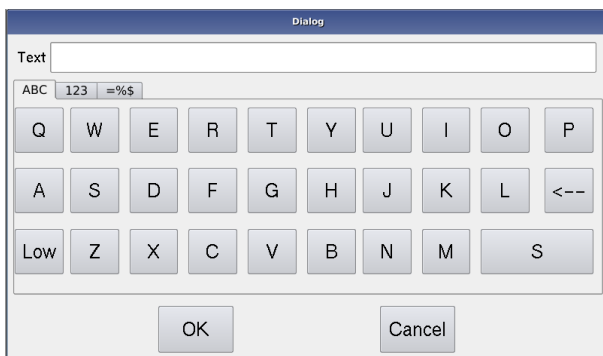 Dialog
Text
ABC 123 =%$
Q W E R T Y U I O P
A S D F G H J K L <--
Low Z X C V B N M S
OK Cancel